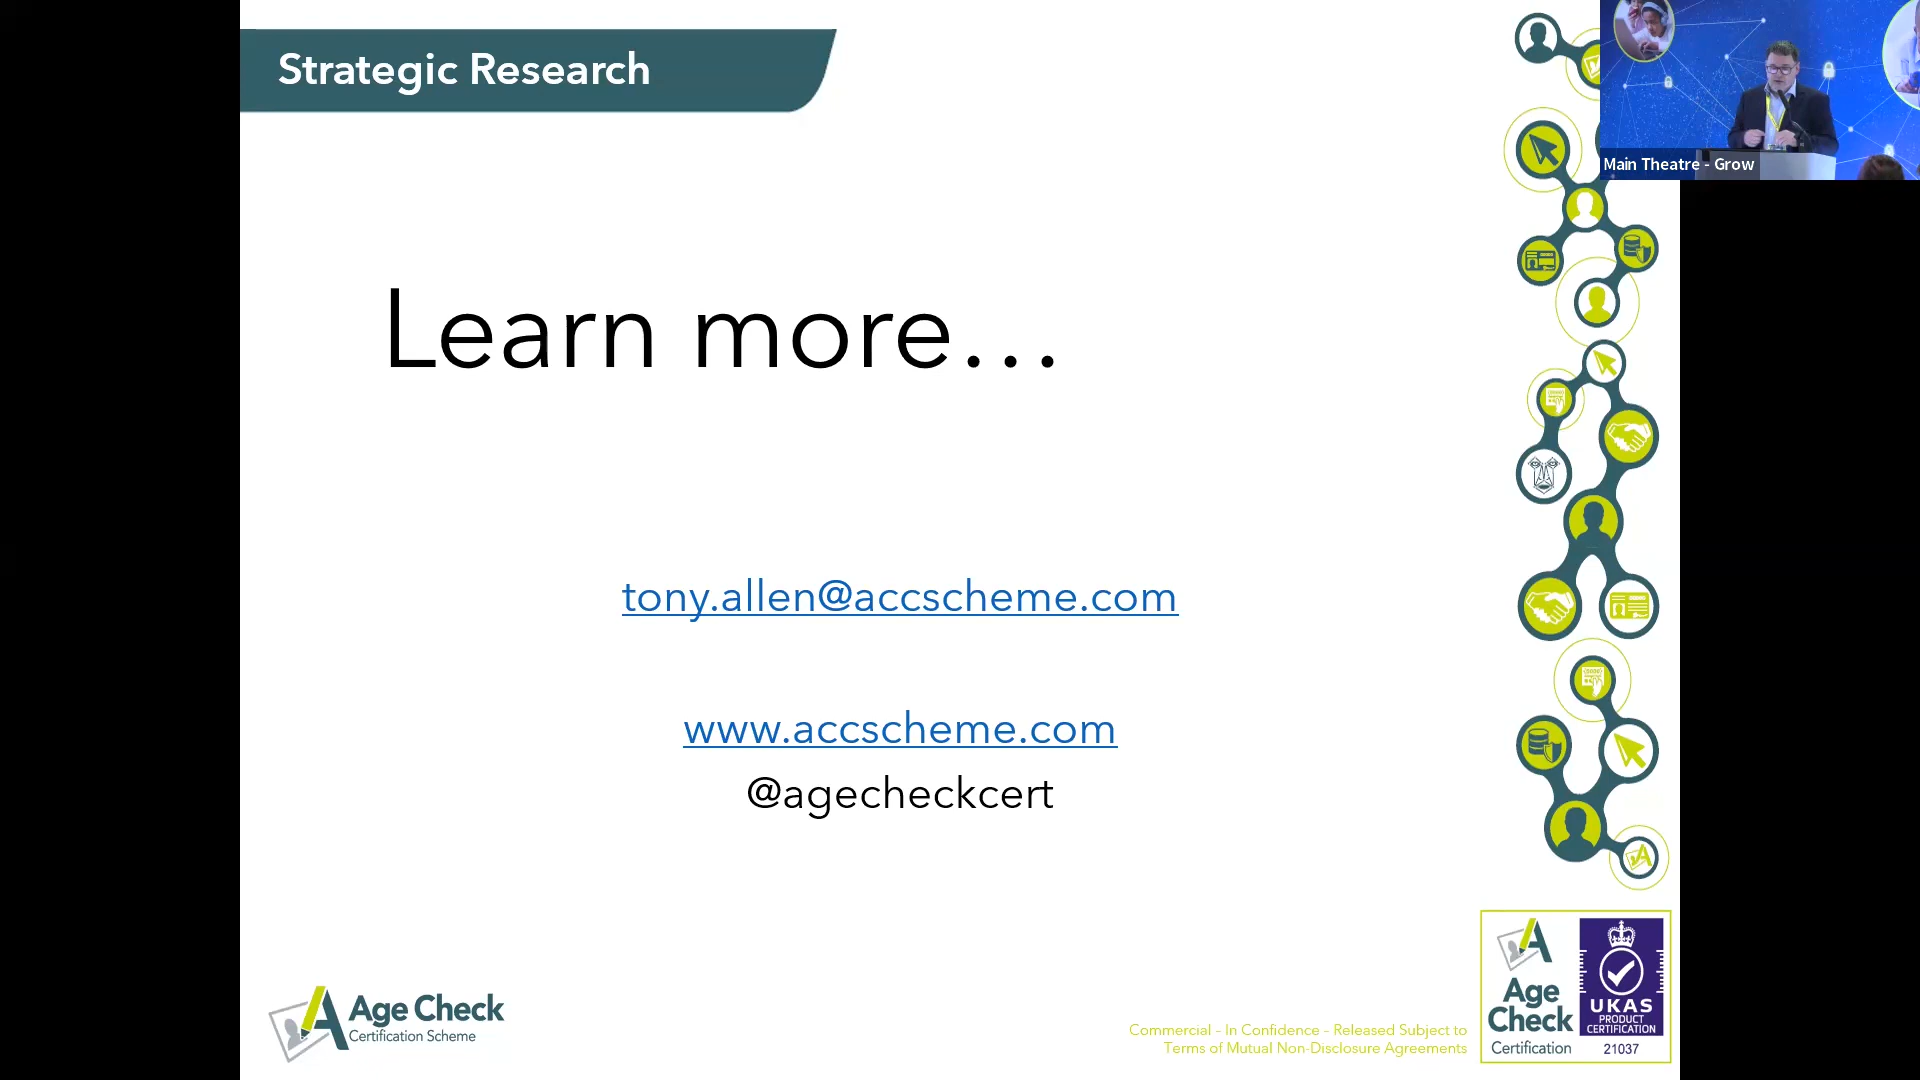 Strategic Research
Main Theatre - Grow
Learn more...
tony.allen@accscheme.com
www.accscheme.com
@agecheckcert
Age Check
Certification Scheme
Commercial - In Confidence - Released Subject to
Terms of Mutual Non-Disclosure Agreements
Age
Check
Certification
UKAS
PRODUCT
CERTIFICATION
21037